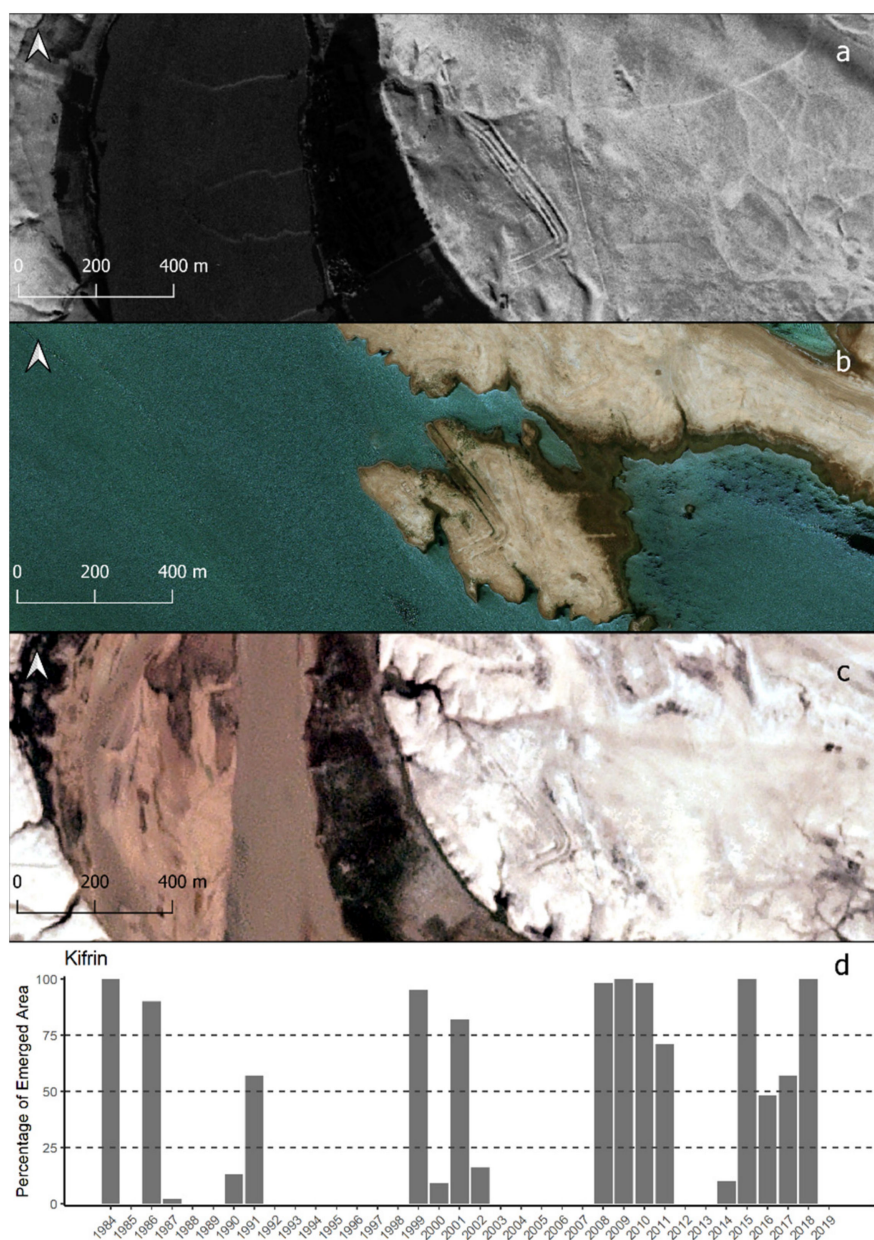 a
0 200 400 m
b
0 200 400 m
c
0 200 400 m
Kifrin
d
100
75
50
25
0
Percentage of Emerged Area
1984 1985 1986 1987 1988 1989 1990 1991 1992 1993 1994 1995 1996 1997 1998 1999 2000 2001 2002 2003 2004 2005 2006 2007 2008 2009 2010 2011 2012 2013 2014 2015 2016 2017 2018 2019